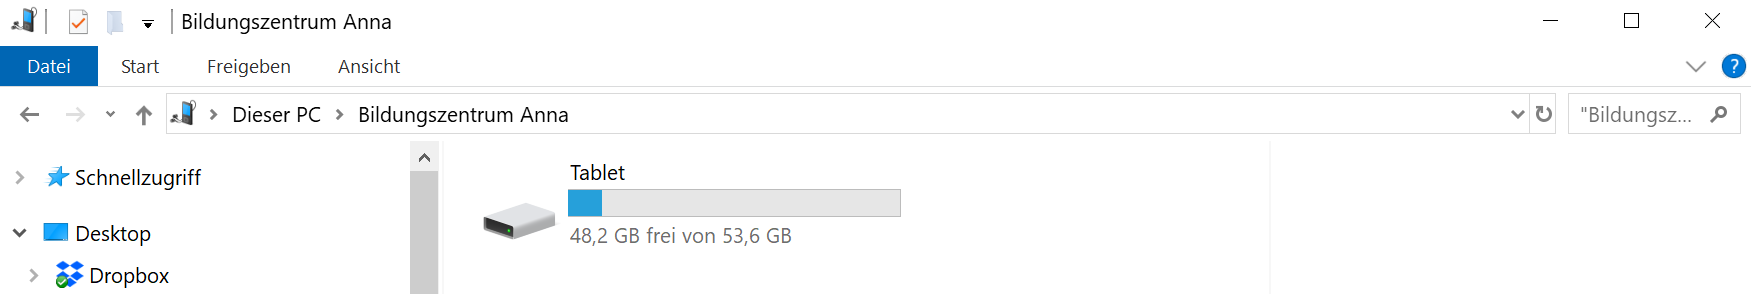 Bildungszentrum Anna
Datei Start Freigeben Ansicht ?
Dieser PC Bildungszentrum Anna "Bildungsz...
Schnellzugriff
Desktop
Dropbox
Tablet
48,2 GB frei von 53,6 GB